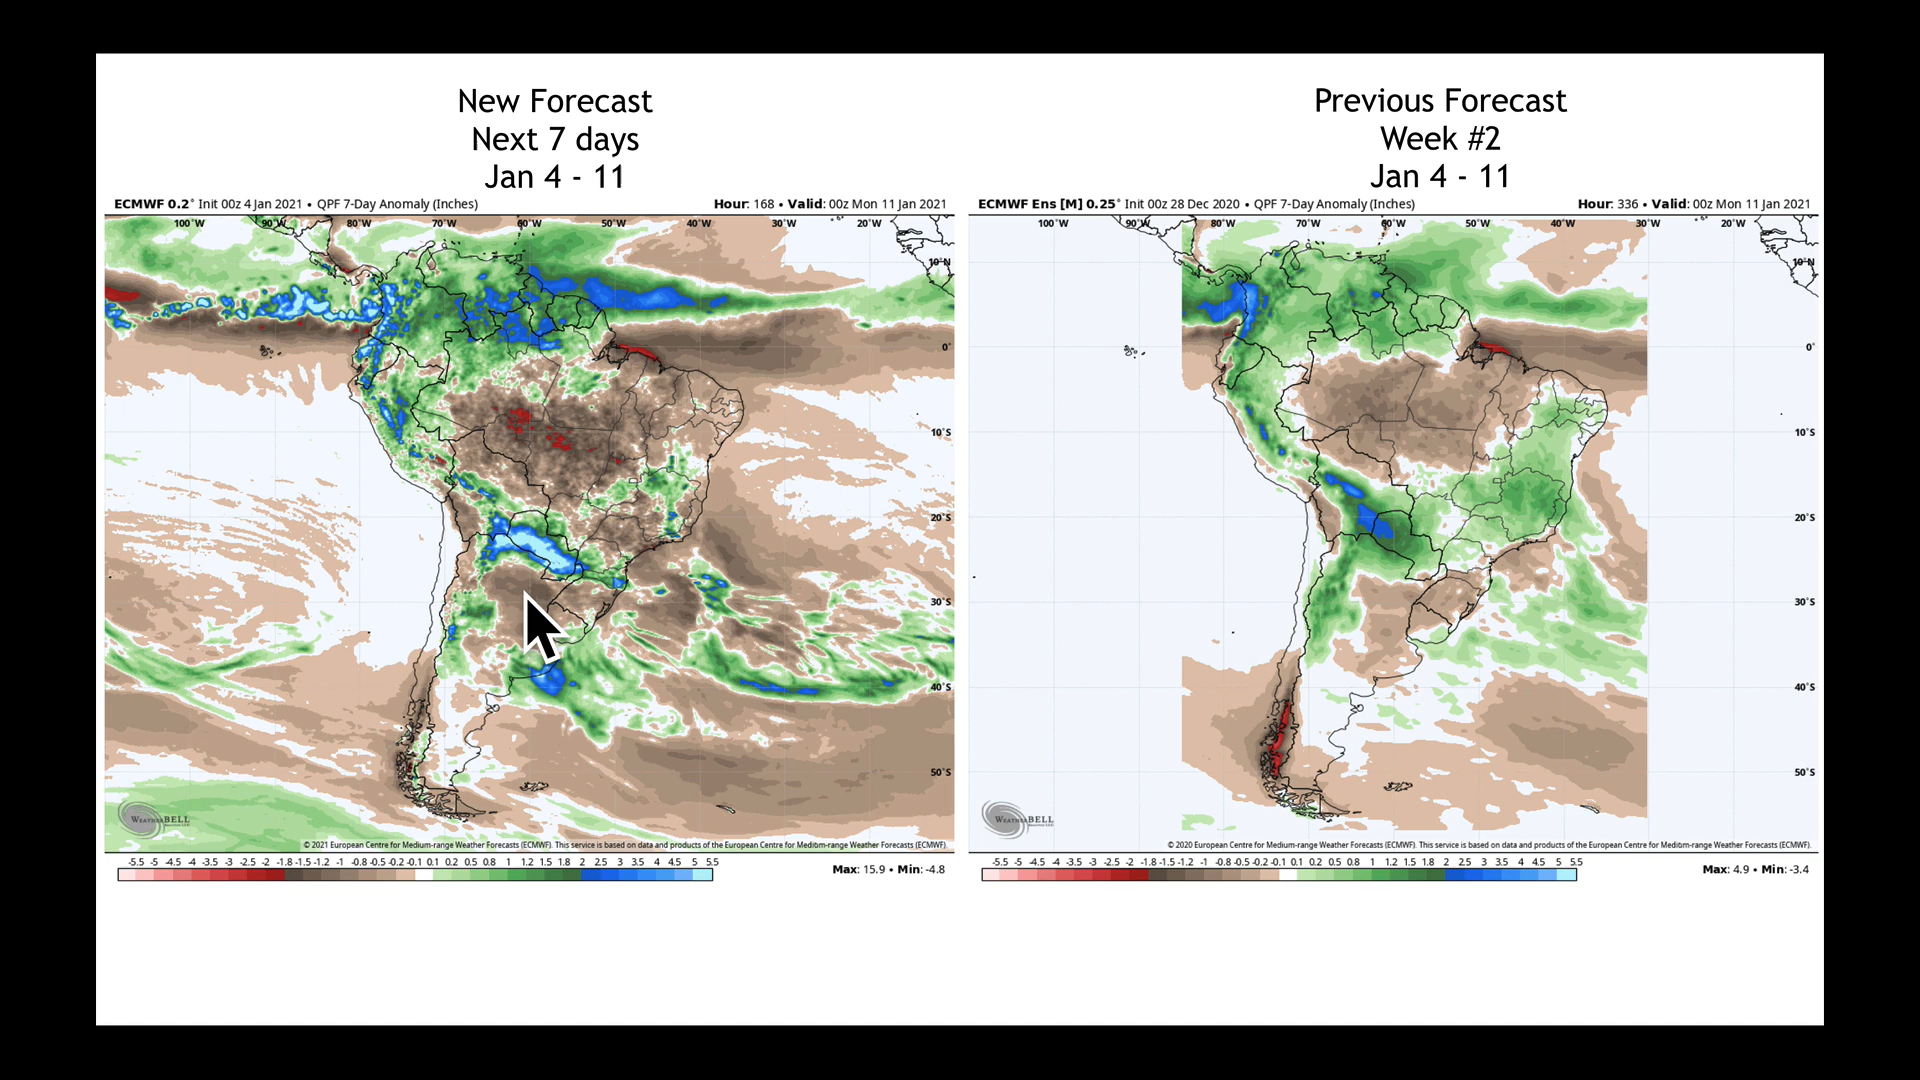 New Forecast
Next 7 days
Jan 4 - 11
ECMWF 0.2° Init 00z 4 Jan 2021 • QPF 7-Day Anomaly (Inches)
Hour: 168 • Valid: 00z Mon 11 Jan 2021
100°W 90°W 80°W 70°W 60°W 50°W 40°W 30°W 20°W
10°N
0°
10°S
20°S
30°S
40°S
50°S
WEATHERBELL
© 2021 European Centre for Medium-range Weather Forecasts (ECMWF). This service is based on data and products of the European Centre for Medium-range Weather Forecasts (ECMWF).
-5.5 -5 -4.5 -4 -3.5 -3 -2.5 -2 -1.8 -1.5 -1.2 -1 -0.8 -0.5 -0.2 -0.1 0.1 0.2 0.5 0.8 1 1.2 1.5 1.8 2 2.5 3 3.5 4 4.5 5 5.5
Max: 15.9 • Min: -4.8
Previous Forecast
Week #2
Jan 4 - 11
ECMWF Ens [M] 0.25° Init 00z 28 Dec 2020 • QPF 7-Day Anomaly (Inches)
Hour: 336 • Valid: 00z Mon 11 Jan 2021
100°W 90°W 80°W 70°W 60°W 50°W 40°W 30°W 20°W
10°N
0°
10°S
20°S
30°S
40°S
50°S
WEATHERBELL
© 2020 European Centre for Medium-range Weather Forecasts (ECMWF). This service is based on data and products of the European Centre for Medium-range Weather Forecasts (ECMWF).
-5.5 -5 -4.5 -4 -3.5 -3 -2.5 -2 -1.8 -1.5 -1.2 -1 -0.8 -0.5 -0.2 -0.1 0.1 0.2 0.5 0.8 1 1.2 1.5 1.8 2 2.5 3 3.5 4 4.5 5 5.5
Max: 4.9 • Min: -3.4